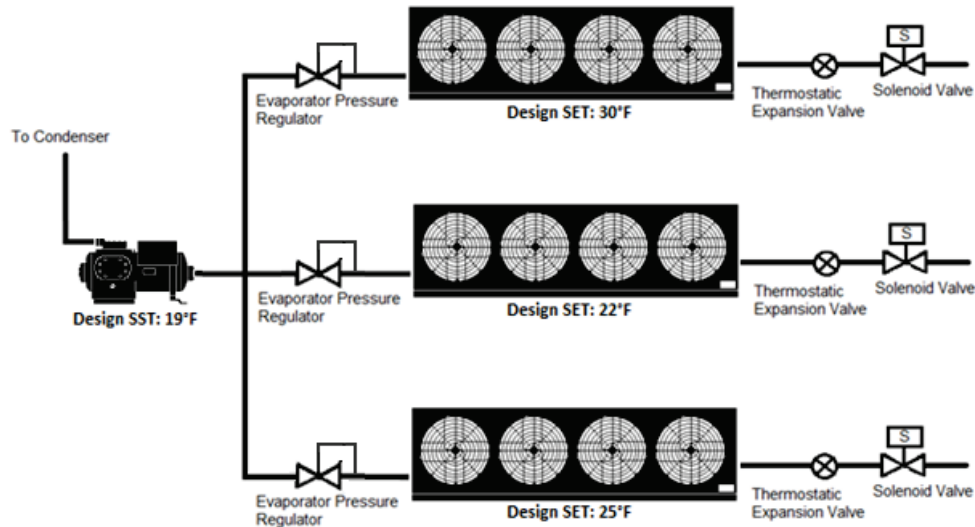 Evaporator Pressure
Regulator
Design SET: 30°F
Thermostatic
Expansion Valve
S
Solenoid Valve
To Condenser
Design SST: 19°F
Evaporator Pressure
Regulator
Design SET: 22°F
Thermostatic
Expansion Valve
S
Solenoid Valve
Evaporator Pressure
Regulator
Design SET: 25°F
Thermostatic
Expansion Valve
S
Solenoid Valve